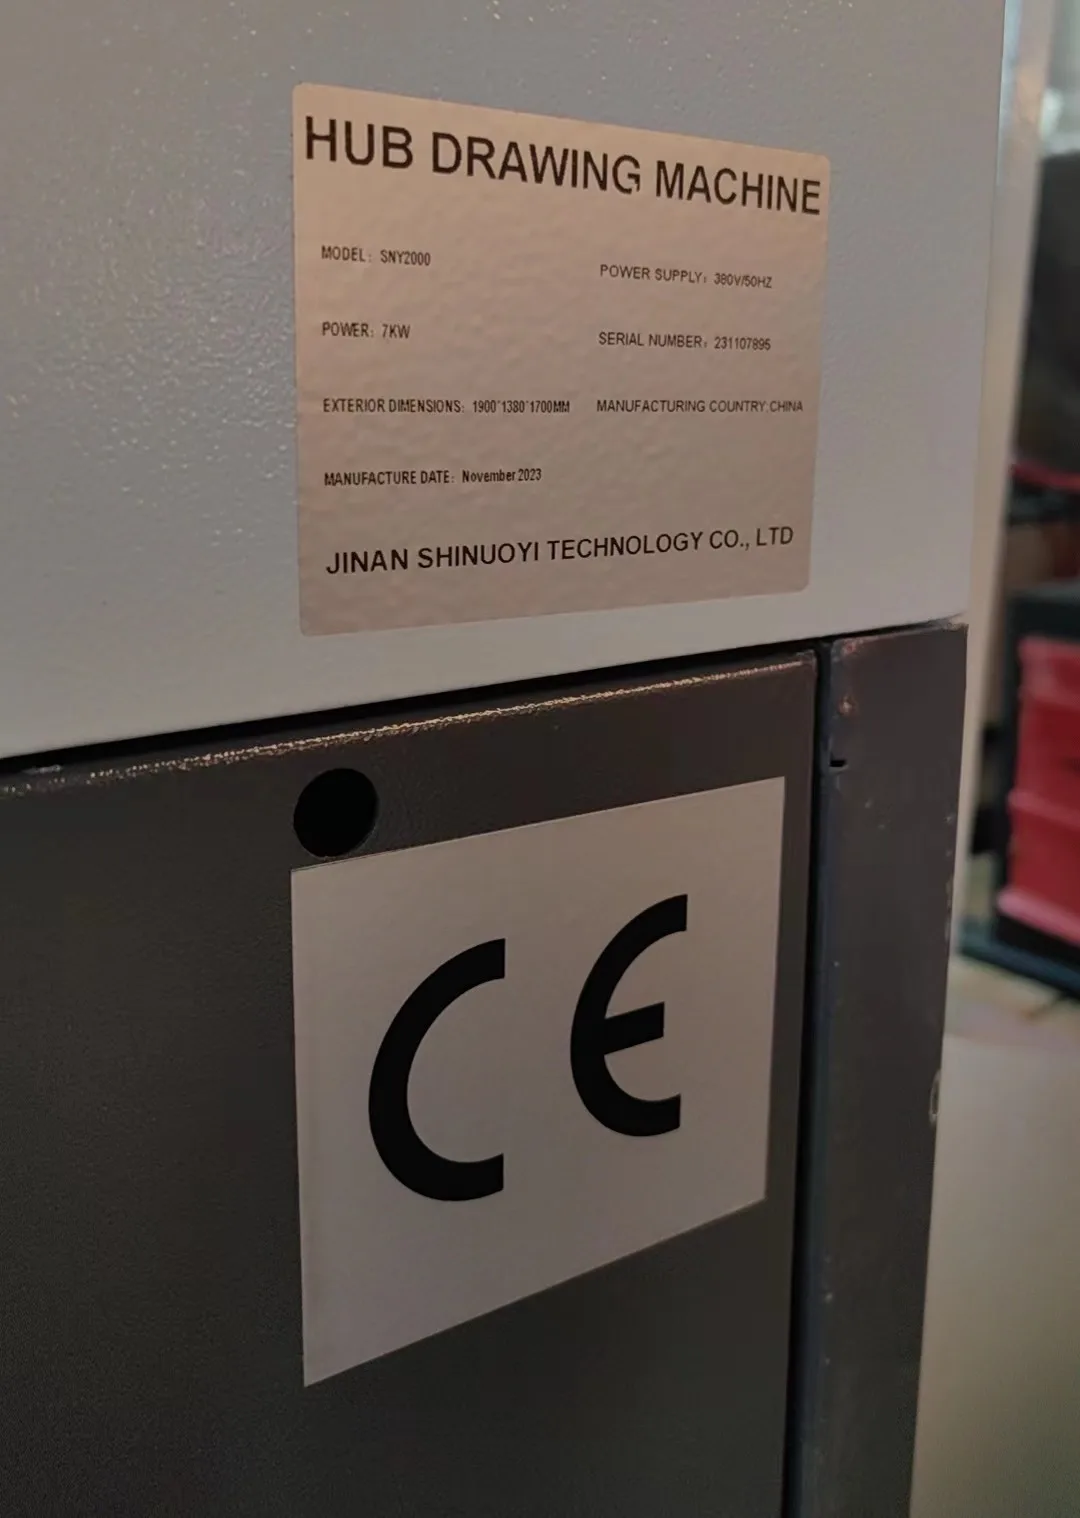 HUB DRAWING MACHINE
MODEL: SNY2000
POWER SUPPLY: 380V/50HZ
POWER: 7KW
SERIAL NUMBER: 231107895
EXTERIOR DIMENSIONS: 1900*1380*1700MM
MANUFACTURING COUNTRY:CHINA
MANUFACTURE DATE: November 2023
JINAN SHINUOYI TECHNOLOGY CO., LTD
CE